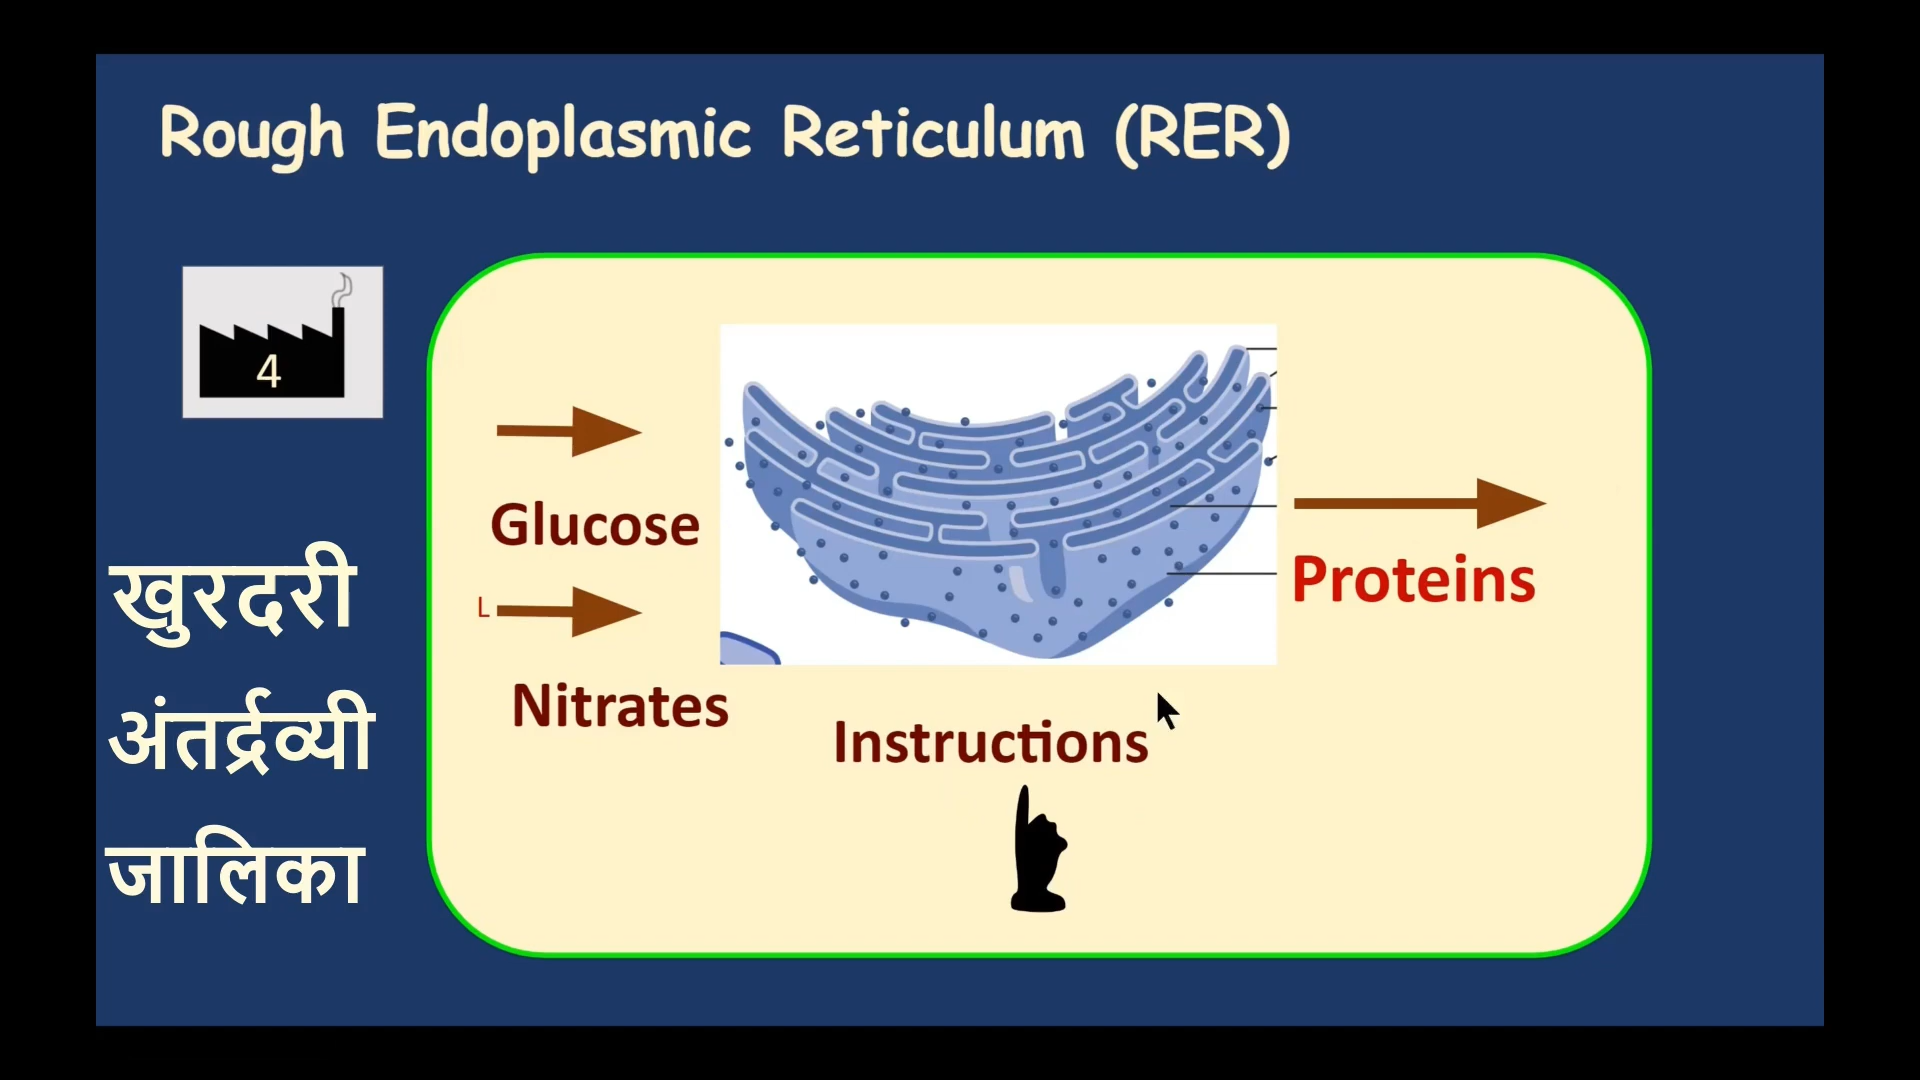 Rough Endoplasmic Reticulum (RER)
4
खुरदरी
अंतर्द्रव्यी
जालिका
Glucose
L
Nitrates
Instructions
Proteins